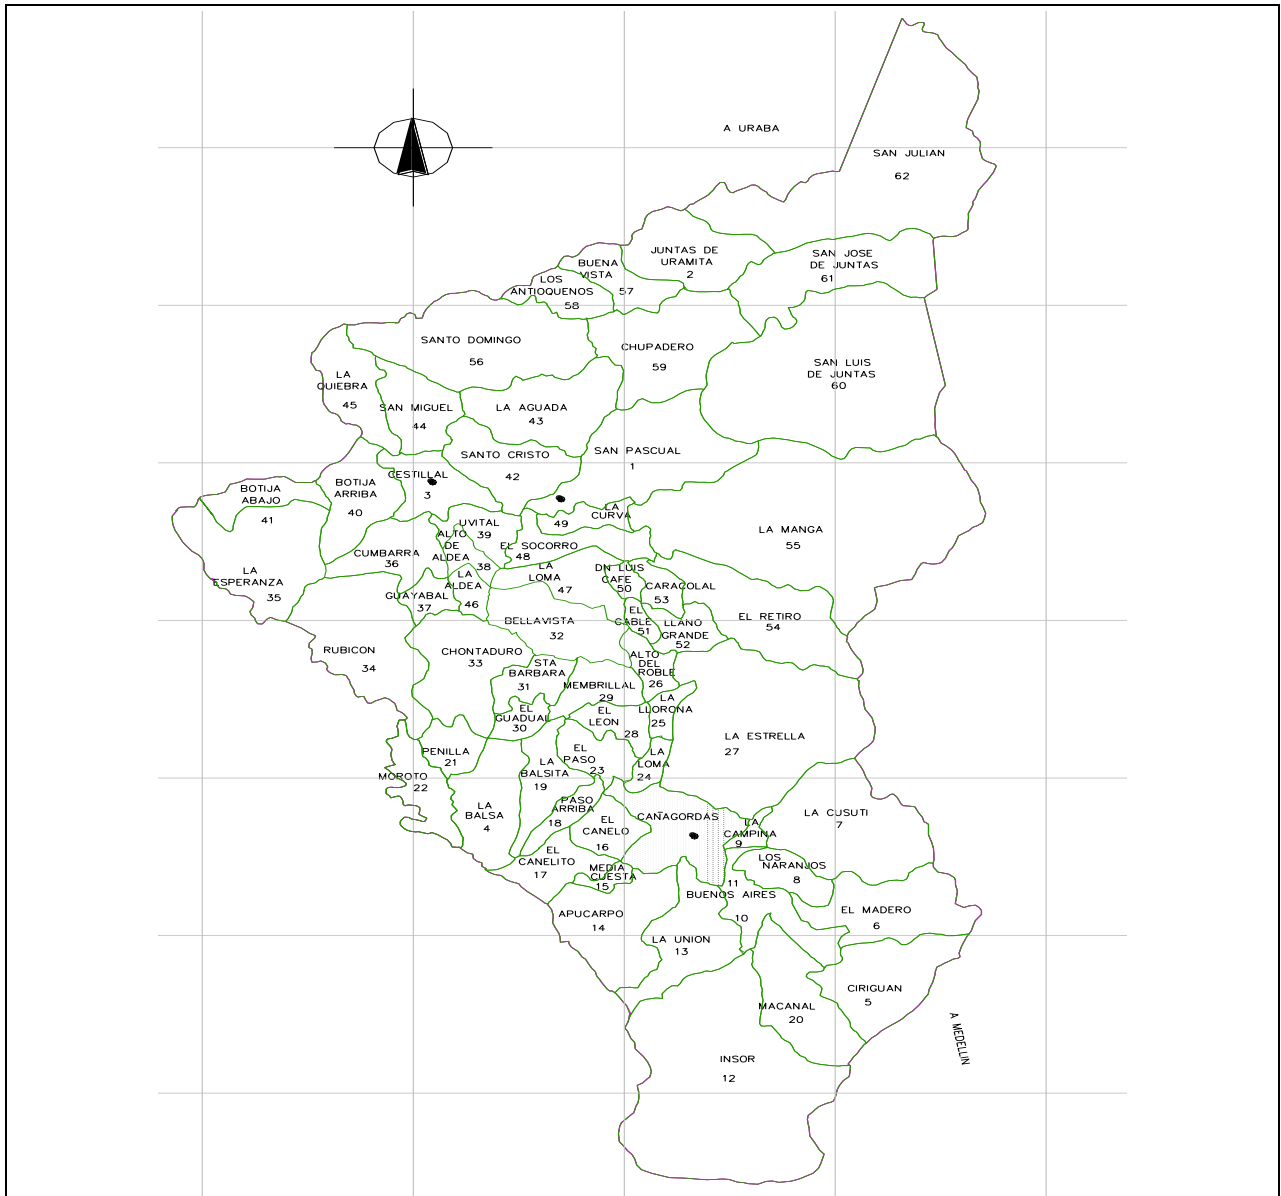 A URABA
SAN JULIAN
62
JUNTAS DE
URAMITA
2
SAN JOSE
DE JUNTAS
61
BUENA
VISTA
57
LOS
ANTIOQUENOS
58
SANTO DOMINGO
56
CHUPADERO
59
SAN LUIS
DE JUNTAS
60
LA
QUIEBRA
45
SAN MIGUEL
44
LA AGUADA
43
SANTO CRISTO
42
SAN PASCUAL
1
CESTILLAL
3
BOTIJA
ARRIBA
40
BOTIJA
ABAJO
41
LA
CURVA
49
LA MANGA
55
UVITAL
39
ALTO
DE
ALDEA
38
EL SOCORRO
48
CUMBARRA
36
LA
ESPERANZA
35
LA
LOMA
47
DN LUIS
CAFE
50
CARACOLAL
53
LA
ALDEA
46
GUAYABAL
37
BELLAVISTA
32
EL
CABLE
51
LLANO
GRANDE
52
EL RETIRO
54
RUBICON
34
CHONTADURO
33
STA
BARBARA
31
ALTO
DEL
ROBLE
26
MEMBRILLAL
29
LA
LLORONA
25
EL
GUADUAL
30
EL
LEON
28
LA ESTRELLA
27
PENILLA
21
EL
PASO
23
LA
LOMA
24
LA
BALSITA
19
MOROTO
22
LA
BALSA
4
PASO
ARRIBA
18
EL
CANELO
16
CAÑAGORDAS
LA
CAMPINA
9
LA CUSUTI
7
EL
CANELITO
17
MEDIA
CUESTA
15
LOS
NARANJOS
8
11
BUENOS AIRES
10
APUCARPO
14
EL MADERO
6
LA UNION
13
CIRIGUAN
5
MACANAL
20
A MEDELLIN
INSOR
12